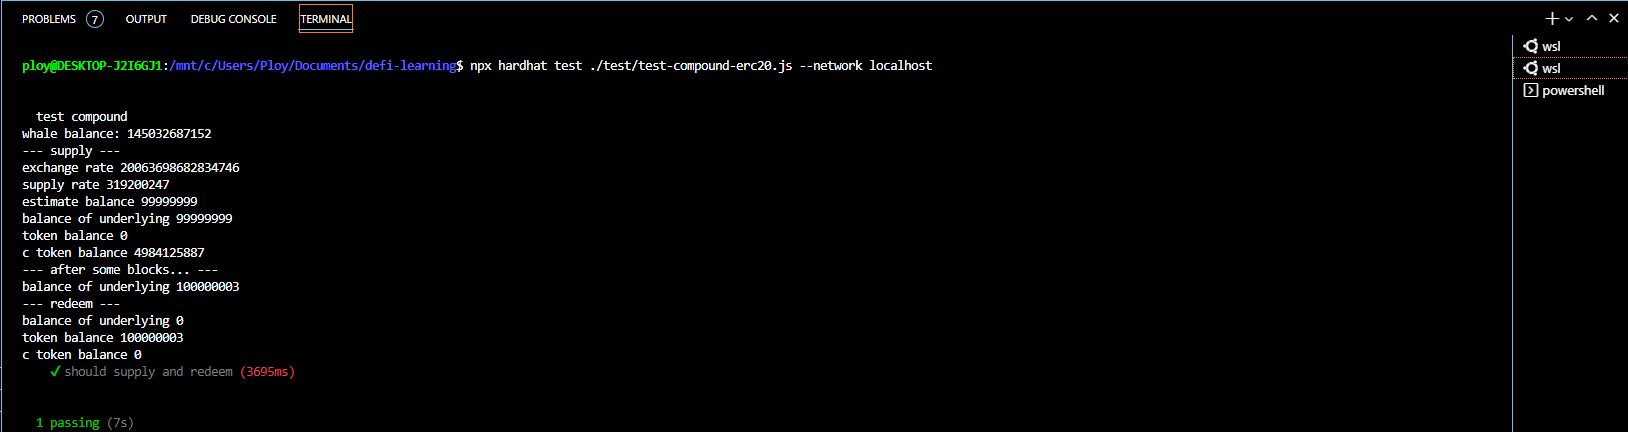 PROBLEMS 7 OUTPUT DEBUG CONSOLE TERMINAL
wsl
wsl
powershell
ploy@DESKTOP-J2I6GJ1:/mnt/c/Users/Ploy/Documents/defi-learning$ npx hardhat test ./test/test-compound-erc20.js --network localhost
test compound
whale balance: 145032687152
--- supply ---
exchange rate 20063698682834746
supply rate 319200247
estimate balance 99999999
balance of underlying 99999999
token balance 0
c token balance 4984125887
--- after some blocks... ---
balance of underlying 100000003
--- redeem ---
balance of underlying 0
token balance 100000003
c token balance 0
✓ should supply and redeem (3695ms)
1 passing (7s)